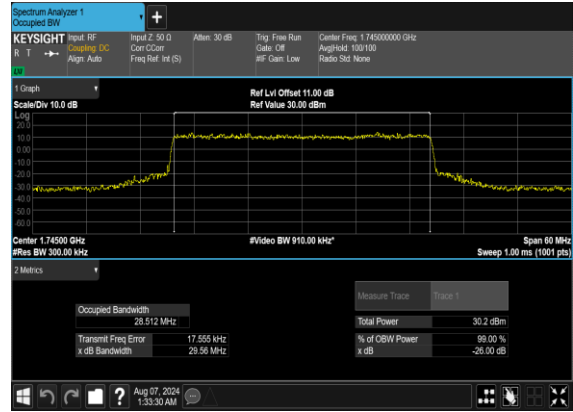 Spectrum Analyzer 1
Occupied BW
+
KEYSIGHT Input: RF Input Z: 50 Ω Atten: 30 dB Trig: Free Run Center Freq: 1.745000000 GHz
R T Coupling: DC Corr CCorr Gate: Off Avg|Hold: 100/100
Align: Auto Freq Ref: Int (S) #IF Gain: Low Radio Std: None
1 Graph
Ref Lvl Offset 11.00 dB
Scale/Div 10.0 dB Ref Value 30.00 dBm
Log
20.0
10.0
0.00
-10.0
-20.0
-30.0
-40.0
-50.0
-60.0
Center 1.74500 GHz #Video BW 910.00 kHz* Span 60 MHz
#Res BW 300.00 kHz Sweep 1.00 ms (1001 pts)
2 Metrics
Measure Trace Trace 1
Occupied Bandwidth
28.512 MHz Total Power 30.2 dBm
Transmit Freq Error 17.555 kHz % of OBW Power 99.00 %
x dB Bandwidth 29.56 MHz x dB -26.00 dB
? Aug 07, 2024
1:33:30 AM